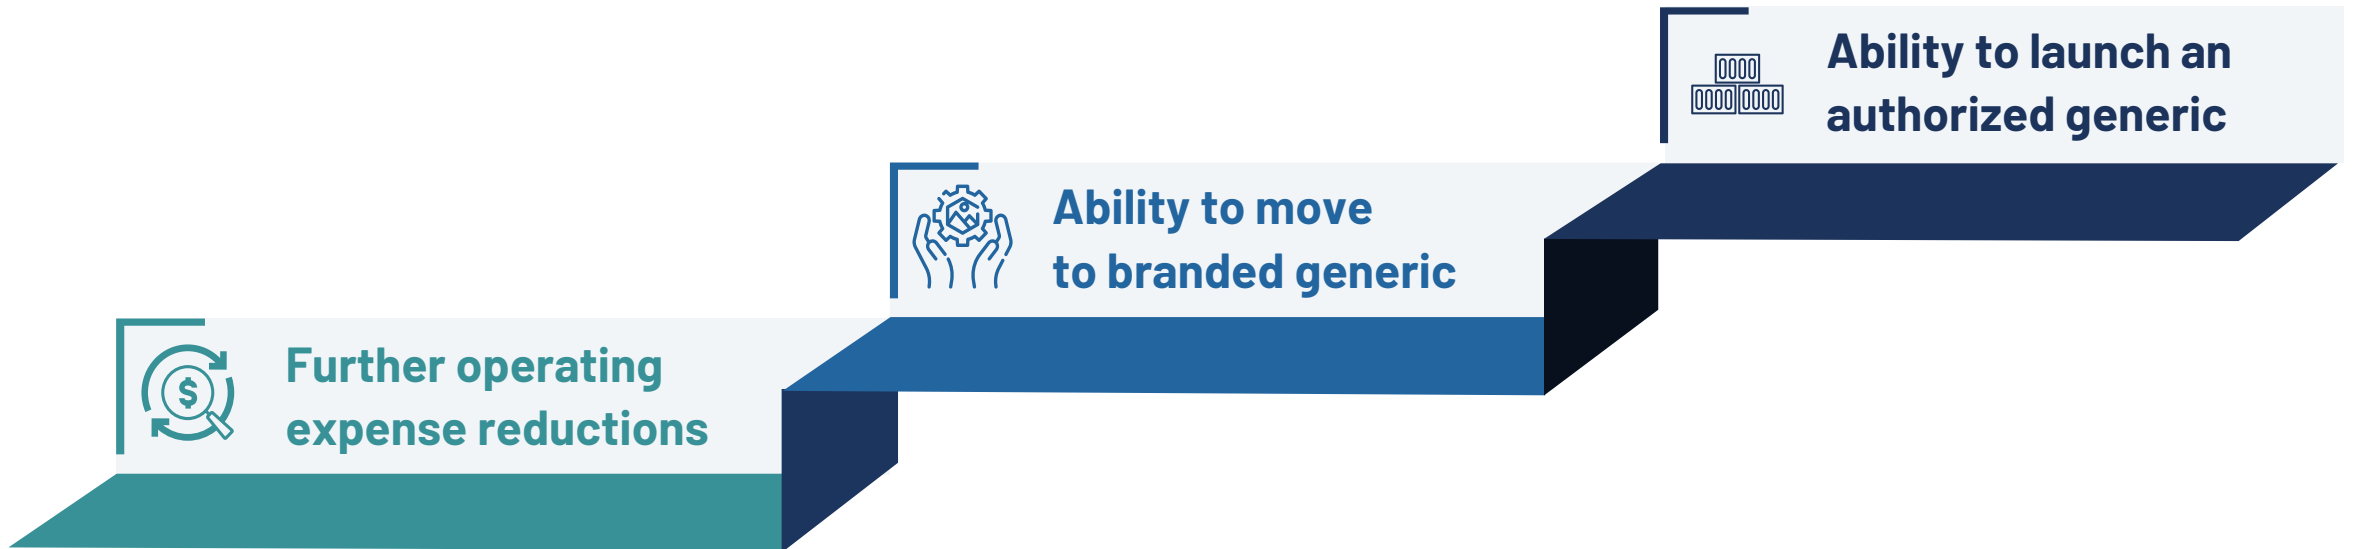 Ability to launch an
authorized generic
Ability to move
to branded generic
Further operating
expense reductions
$